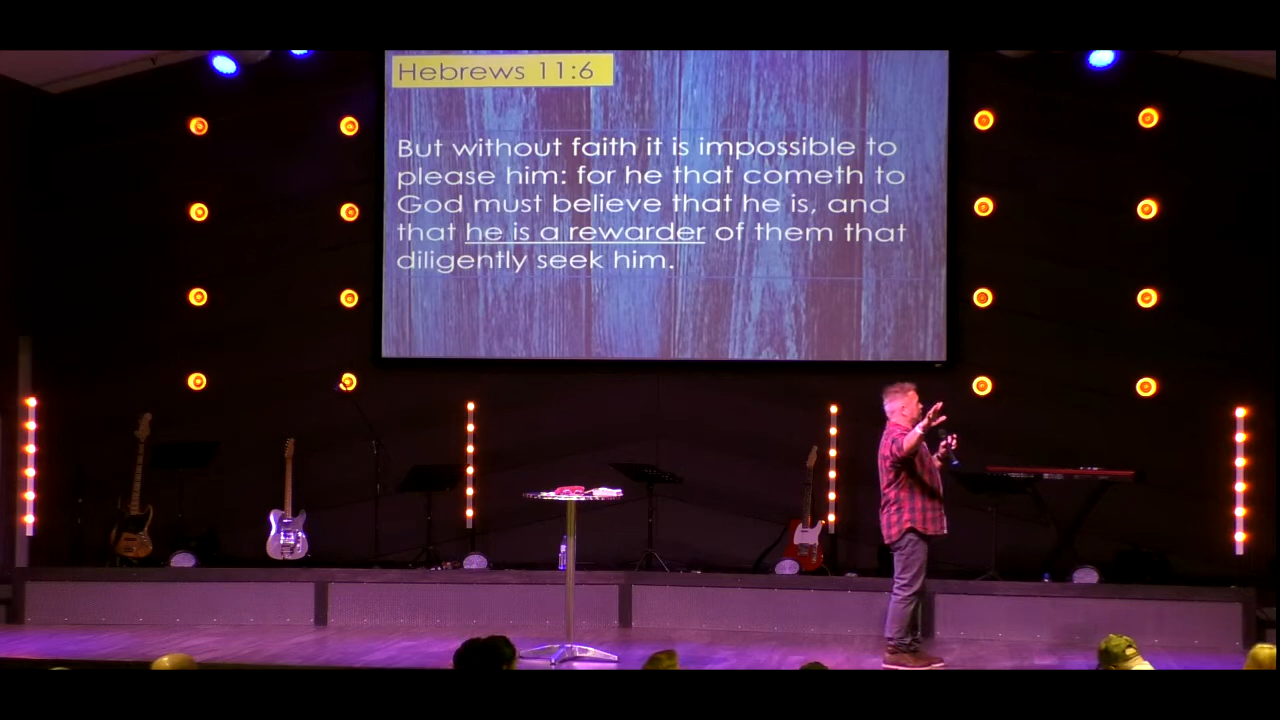 Hebrews 11:6
But without faith it is impossible to
please him: for he that cometh to
God must believe that he is, and
that he is a rewarder of them that
diligently seek him.